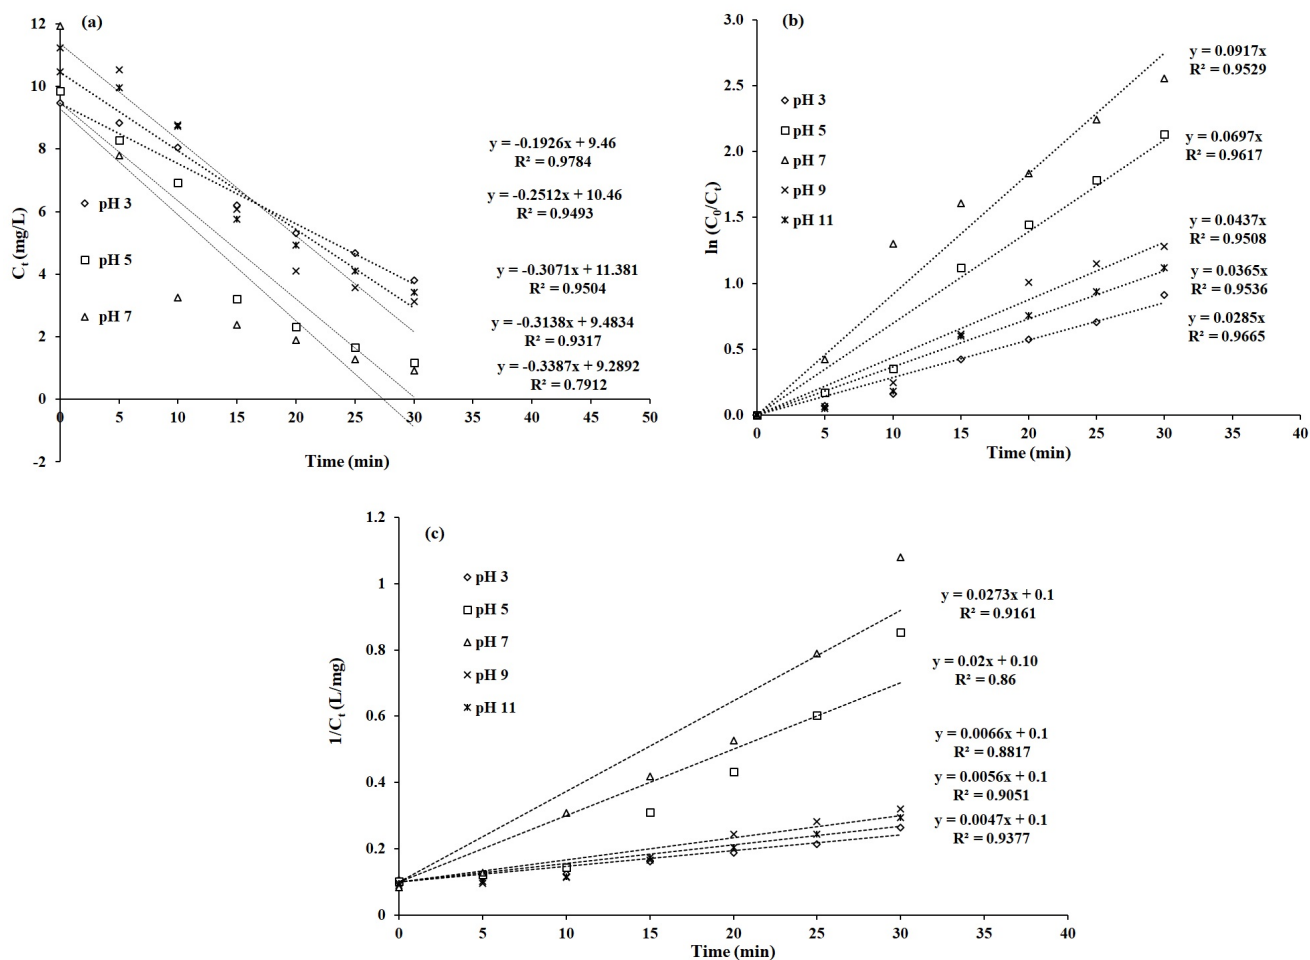 (a)
12
10
8
6
4
2
0
-2
C_t (mg/L)
pH 3
pH 5
pH 7
y = -0.1926x + 9.46
R² = 0.9784
y = -0.2512x + 10.46
R² = 0.9493
y = -0.3071x + 11.381
R² = 0.9504
y = -0.3138x + 9.4834
R² = 0.9317
y = -0.3387x + 9.2892
R² = 0.7912
0 5 10 15 20 25 30 35 40 45 50
Time (min)
(b)
3.0
2.5
2.0
1.5
1.0
0.5
0.0
ln (C_0/C_t)
pH 3
pH 5
pH 7
pH 9
pH 11
y = 0.0917x
R² = 0.9529
y = 0.0697x
R² = 0.9617
y = 0.0437x
R² = 0.9508
y = 0.0365x
R² = 0.9536
y = 0.0285x
R² = 0.9665
0 5 10 15 20 25 30 35 40
Time (min)
(c)
1.2
1
0.8
0.6
0.4
0.2
0
1/C_t (L/mg)
pH 3
pH 5
pH 7
pH 9
pH 11
y = 0.0273x + 0.1
R² = 0.9161
y = 0.02x + 0.10
R² = 0.86
y = 0.0066x + 0.1
R² = 0.8817
y = 0.0056x + 0.1
R² = 0.9051
y = 0.0047x + 0.1
R² = 0.9377
0 5 10 15 20 25 30 35 40
Time (min)